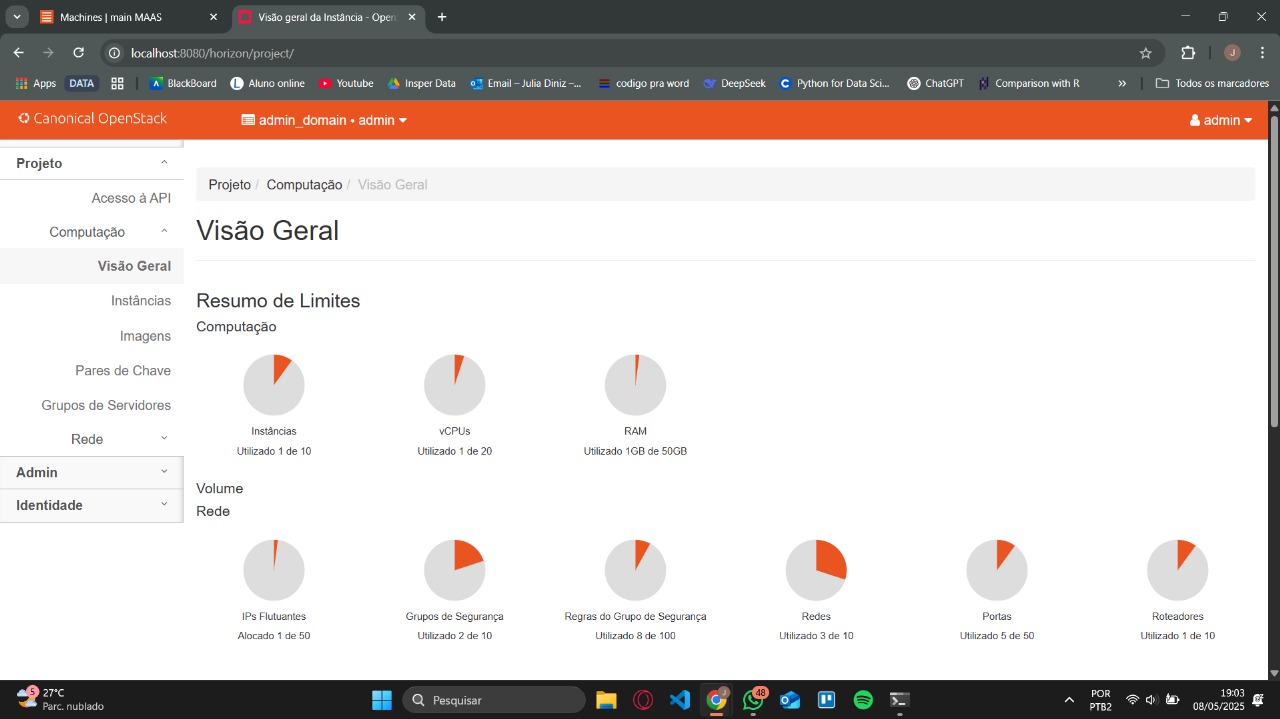 Machines | main MAAS
Visão geral da Instância - Open
localhost:8080/horizon/project/
J
Apps
DATA
BlackBoard
Aluno online
Youtube
Insper Data
Email – Julia Diniz –...
codigo pra word
DeepSeek
Python for Data Sci...
ChatGPT
Comparison with R
Todos os marcadores
Canonical OpenStack
admin_domain • admin
admin
Projeto
Acesso à API
Computação
Visão Geral
Instâncias
Imagens
Pares de Chave
Grupos de Servidores
Rede
Admin
Identidade
Projeto / Computação / Visão Geral
Visão Geral
Resumo de Limites
Computação
Instâncias
Utilizado 1 de 10
vCPUs
Utilizado 1 de 20
RAM
Utilizado 1GB de 50GB
Volume
Rede
IPs Flutuantes
Alocado 1 de 50
Grupos de Segurança
Utilizado 2 de 10
Regras do Grupo de Segurança
Utilizado 8 de 100
Redes
Utilizado 3 de 10
Portas
Utilizado 5 de 50
Roteadores
Utilizado 1 de 10
5
27°C
Parc. nublado
Pesquisar
J
48
POR
PTB2
19:03
08/05/2025